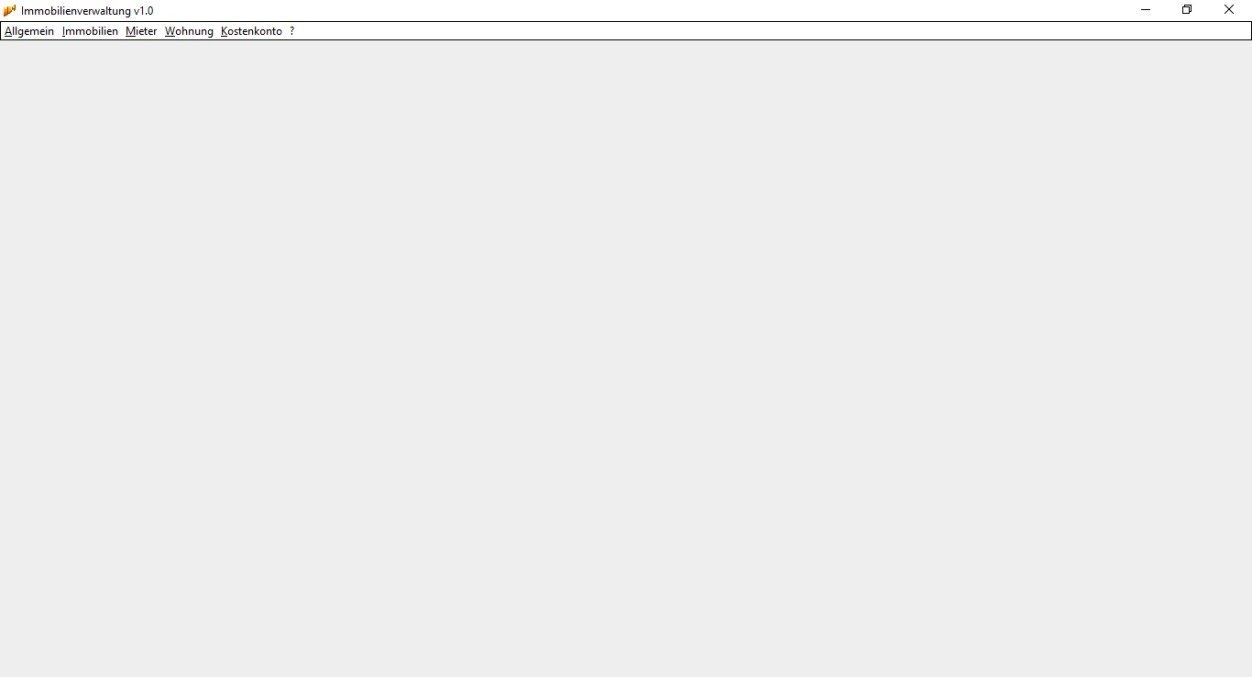 Immobilienverwaltung v1.0
Allgemein Immobilien Mieter Wohnung Kostenkonto ?